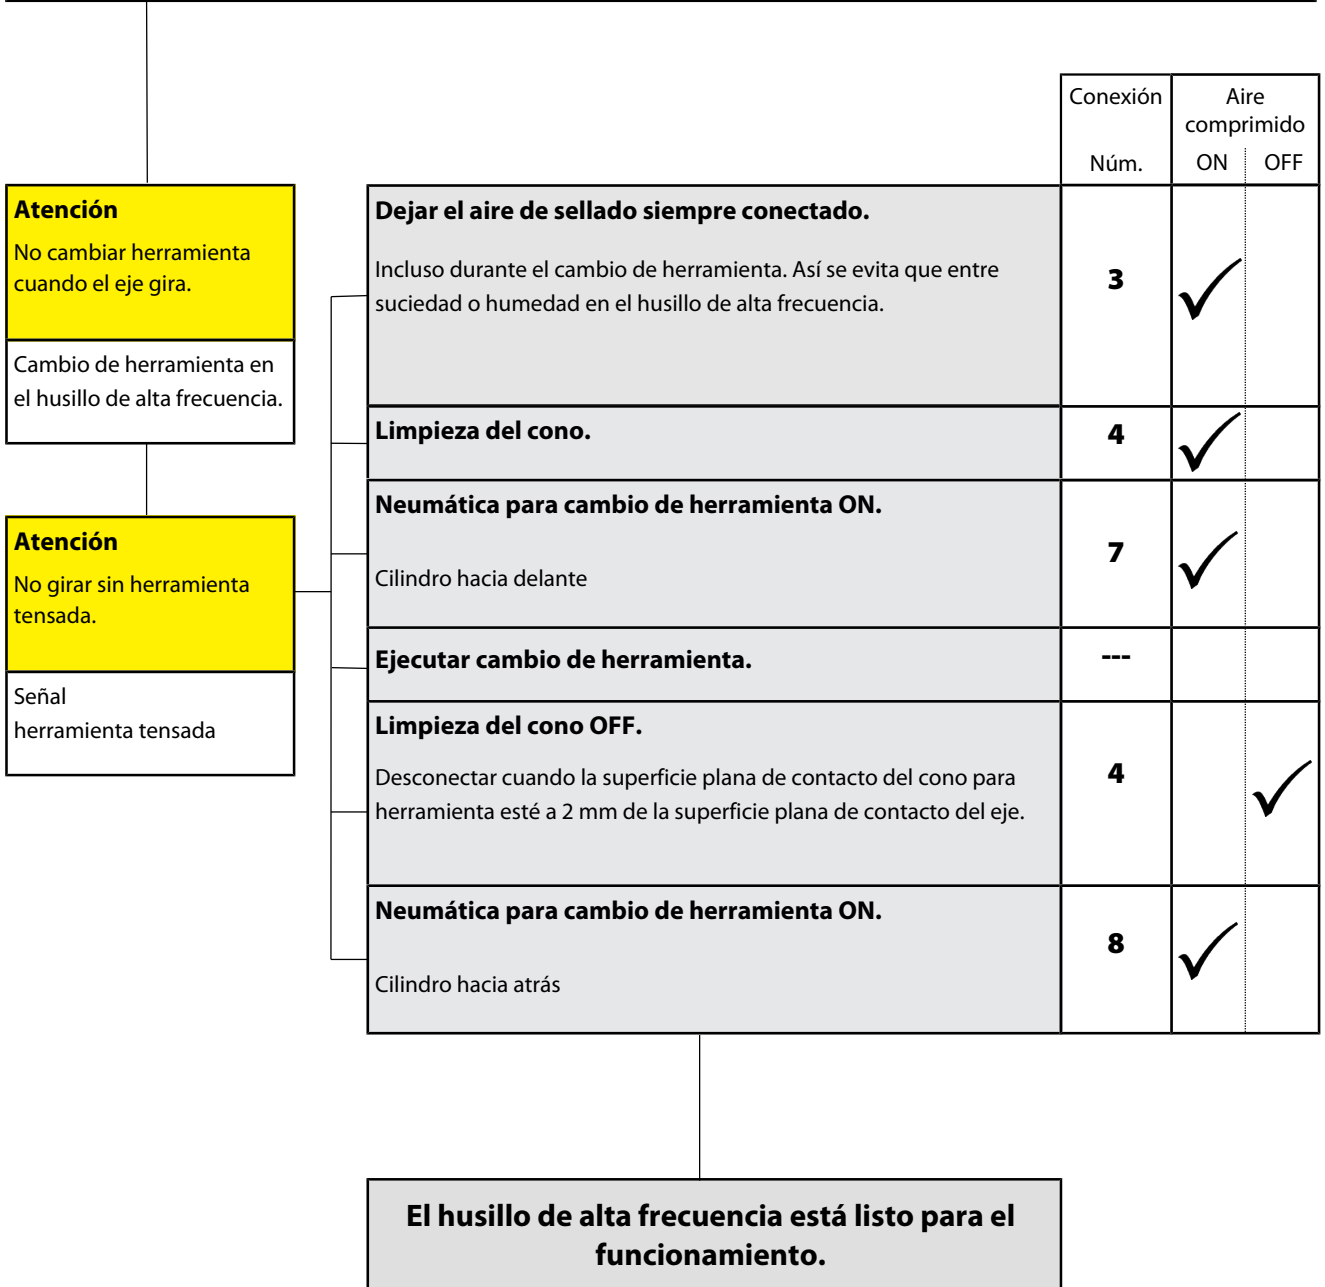 Conexión
Aire
comprimido
Núm.
ON
OFF
Atención
No cambiar herramienta
cuando el eje gira.
Cambio de herramienta en
el husillo de alta frecuencia.
Atención
No girar sin herramienta
tensada.
Señal
herramienta tensada
Dejar el aire de sellado siempre conectado.
Incluso durante el cambio de herramienta. Así se evita que entre
suciedad o humedad en el husillo de alta frecuencia.
3
Limpieza del cono.
4
Neumática para cambio de herramienta ON.
Cilindro hacia delante
7
Ejecutar cambio de herramienta.
---
Limpieza del cono OFF.
Desconectar cuando la superficie plana de contacto del cono para
herramienta esté a 2 mm de la superficie plana de contacto del eje.
4
Neumática para cambio de herramienta ON.
Cilindro hacia atrás
8
El husillo de alta frecuencia está listo para el
funcionamiento.